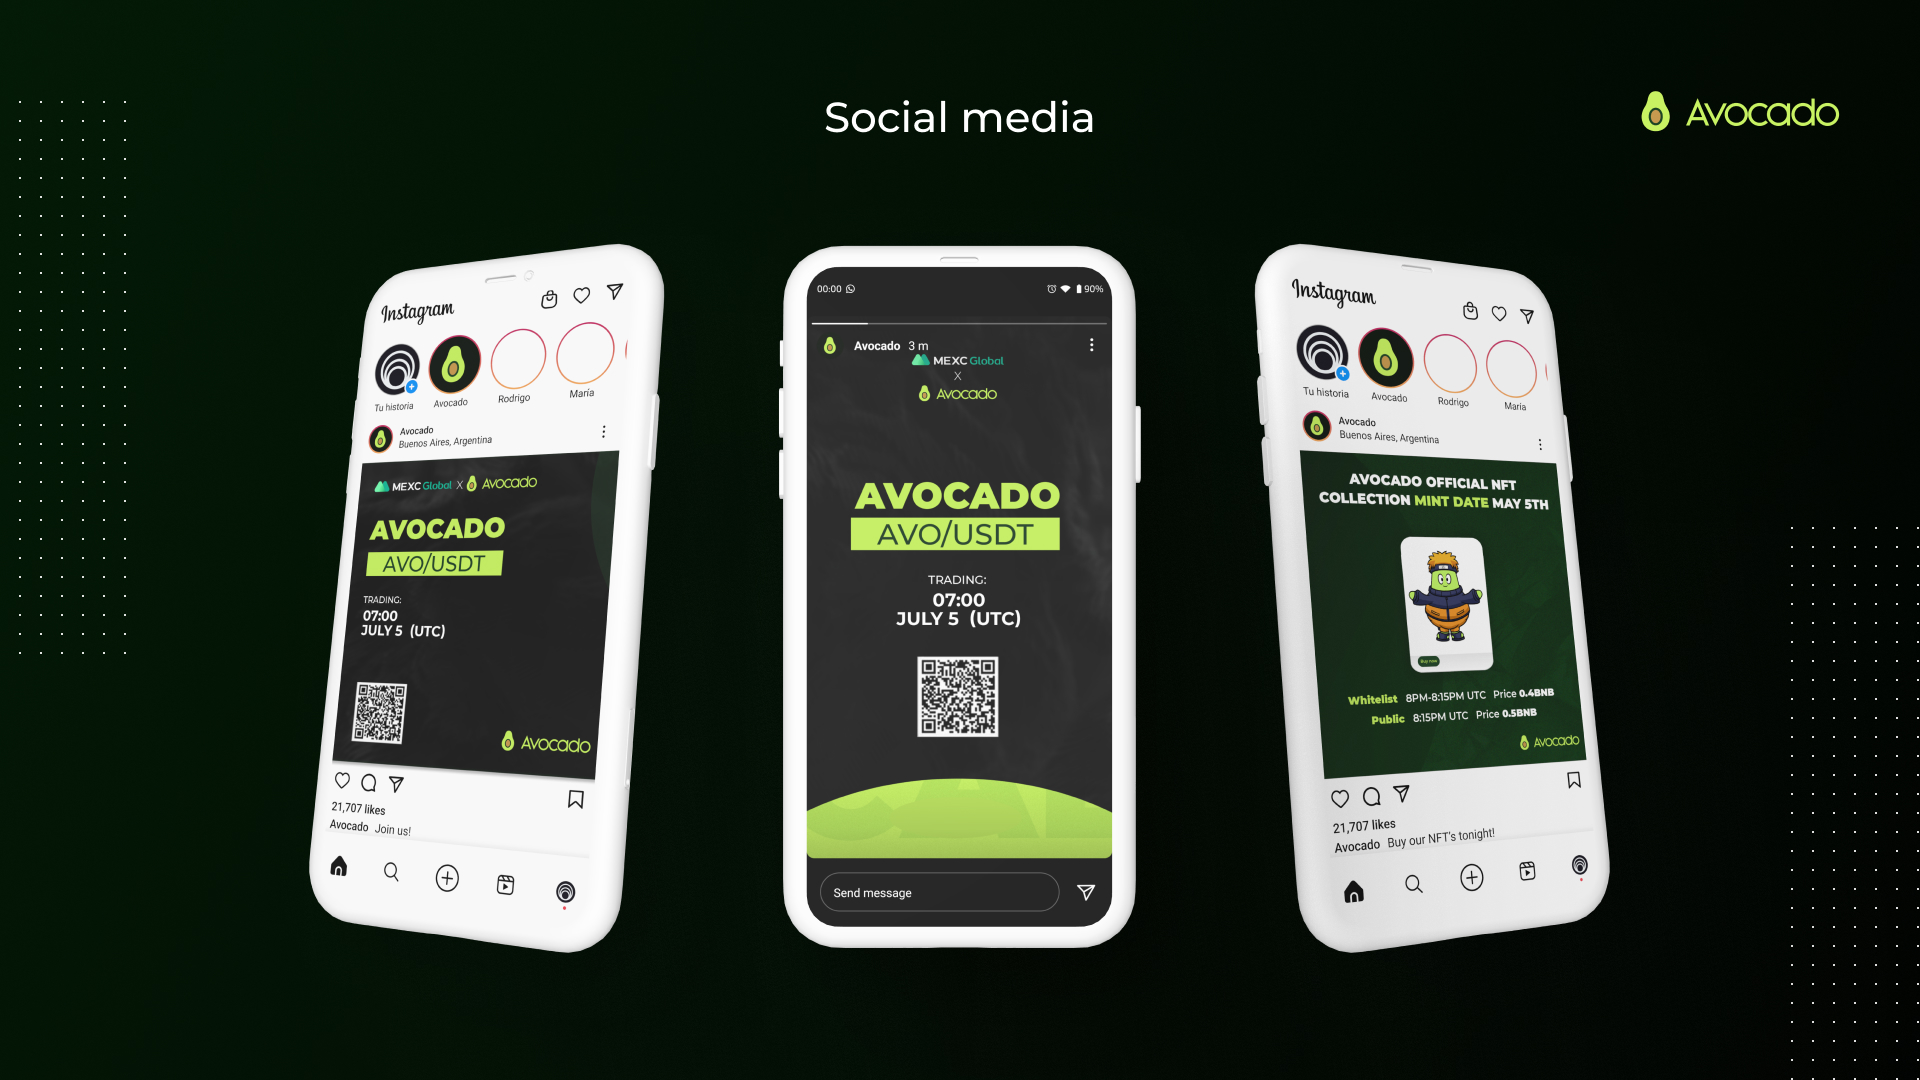 Social media
Avocado
Instagram
Tu historia
Avocado
Rodrigo
María
Avocado
Buenos Aires, Argentina
MEXC Global X Avocado
AVOCADO
AVO/USDT
TRADING:
07:00
JULY 5 (UTC)
Avocado
21,707 likes
Avocado Join us!
00:00
90%
Avocado 3 m
MEXC Global
X
Avocado
AVOCADO
AVO/USDT
TRADING:
07:00
JULY 5 (UTC)
Send message
Instagram
Tu historia
Avocado
Rodrigo
María
Avocado
Buenos Aires, Argentina
AVOCADO OFFICIAL NFT
COLLECTION MINT DATE MAY 5TH
Buy now
Whitelist 8PM-8:15PM UTC Price 0.4BNB
Public 8:15PM UTC Price 0.5BNB
Avocado
21,707 likes
Avocado Buy our NFT's tonight!